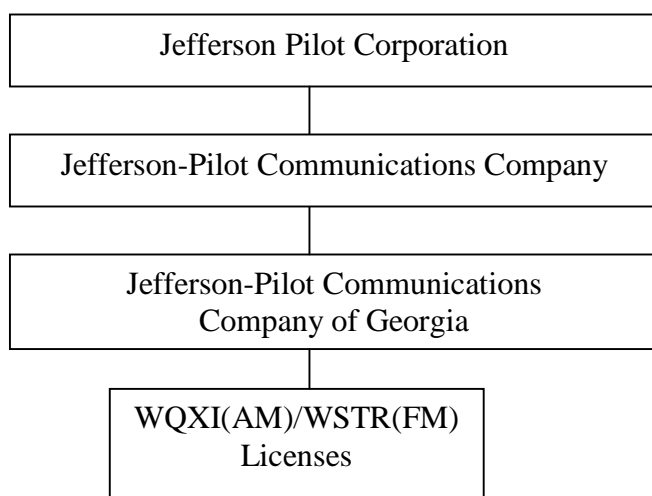 Jefferson Pilot Corporation
Jefferson-Pilot Communications Company
Jefferson-Pilot Communications
Company of Georgia
WQXI(AM)/WSTR(FM)
Licenses